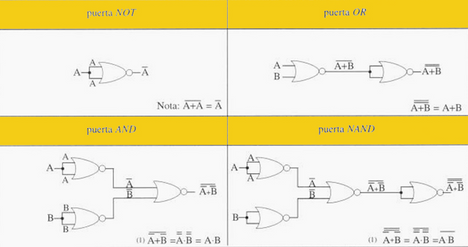 puerta NOT
puerta OR
A
A
A
A̅
Nota: A̅+̅A̅ = A̅
A
B
A̅+̅B̅
A̿+̿B̿
A̿+̿B̿ = A+B
puerta AND
puerta NAND
A
A
A
B
B
B
A̅
B̅
(1)
A
A
A
B
A̅
B̅
(1)